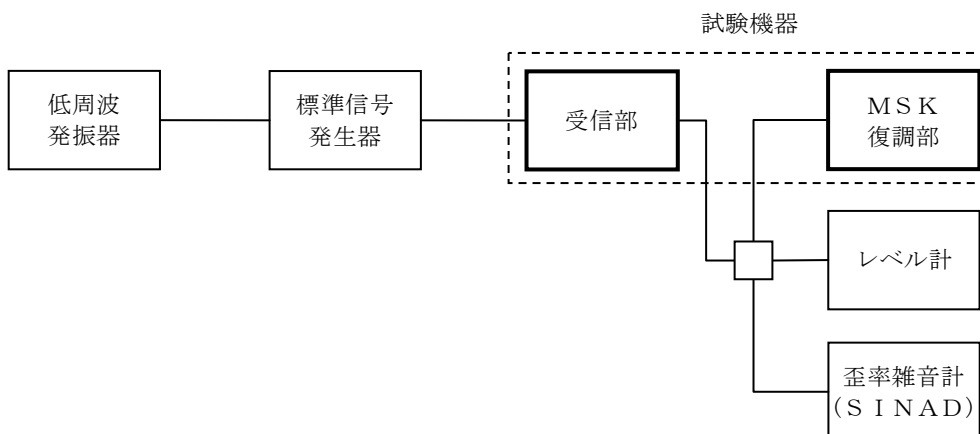 試験機器
低周波
発振器
標準信号
発生器
受信部
ＭＳＫ
復調部
レベル計
歪率雑音計
(ＳＩＮＡＤ)